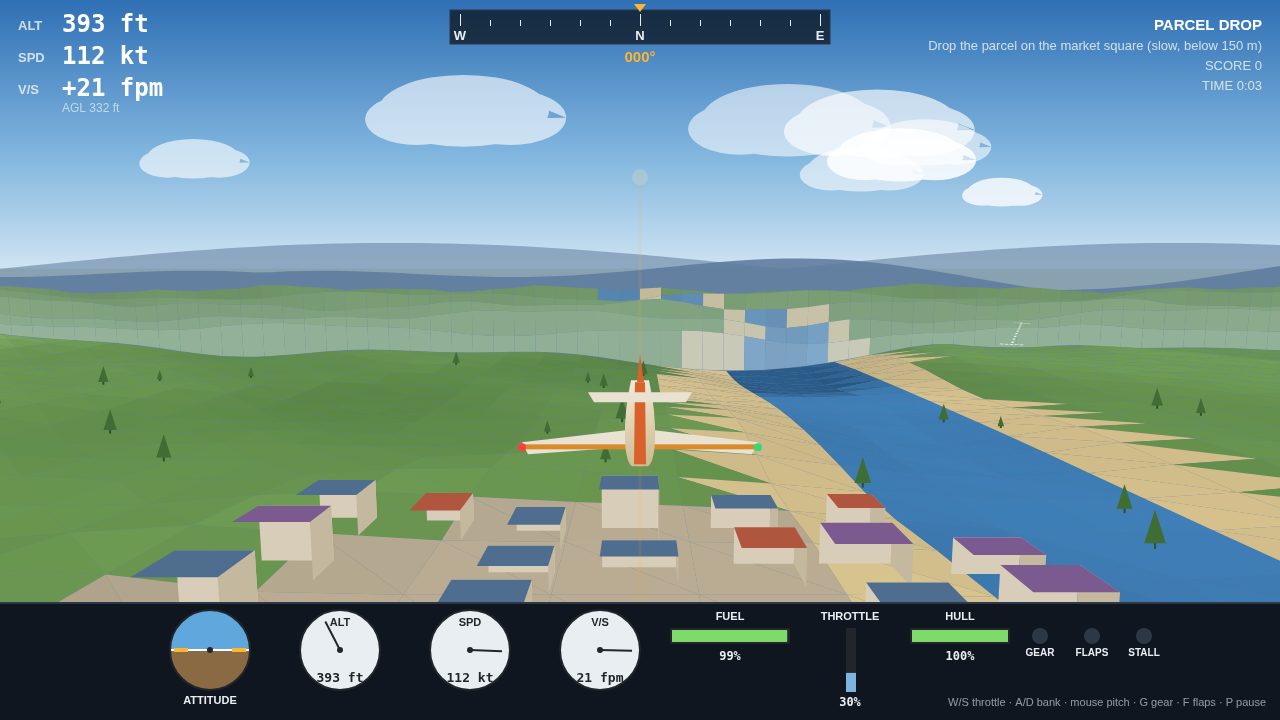 ALT 393 ft
SPD 112 kt
V/S +21 fpm
AGL 332 ft
W N E
000°
PARCEL DROP
Drop the parcel on the market square (slow, below 150 m)
SCORE 0
TIME 0:03
ATTITUDE
ALT
393 ft
SPD
112 kt
V/S
21 fpm
FUEL
99%
THROTTLE
30%
HULL
100%
GEAR FLAPS STALL
W/S throttle · A/D bank · mouse pitch · G gear · F flaps · P pause